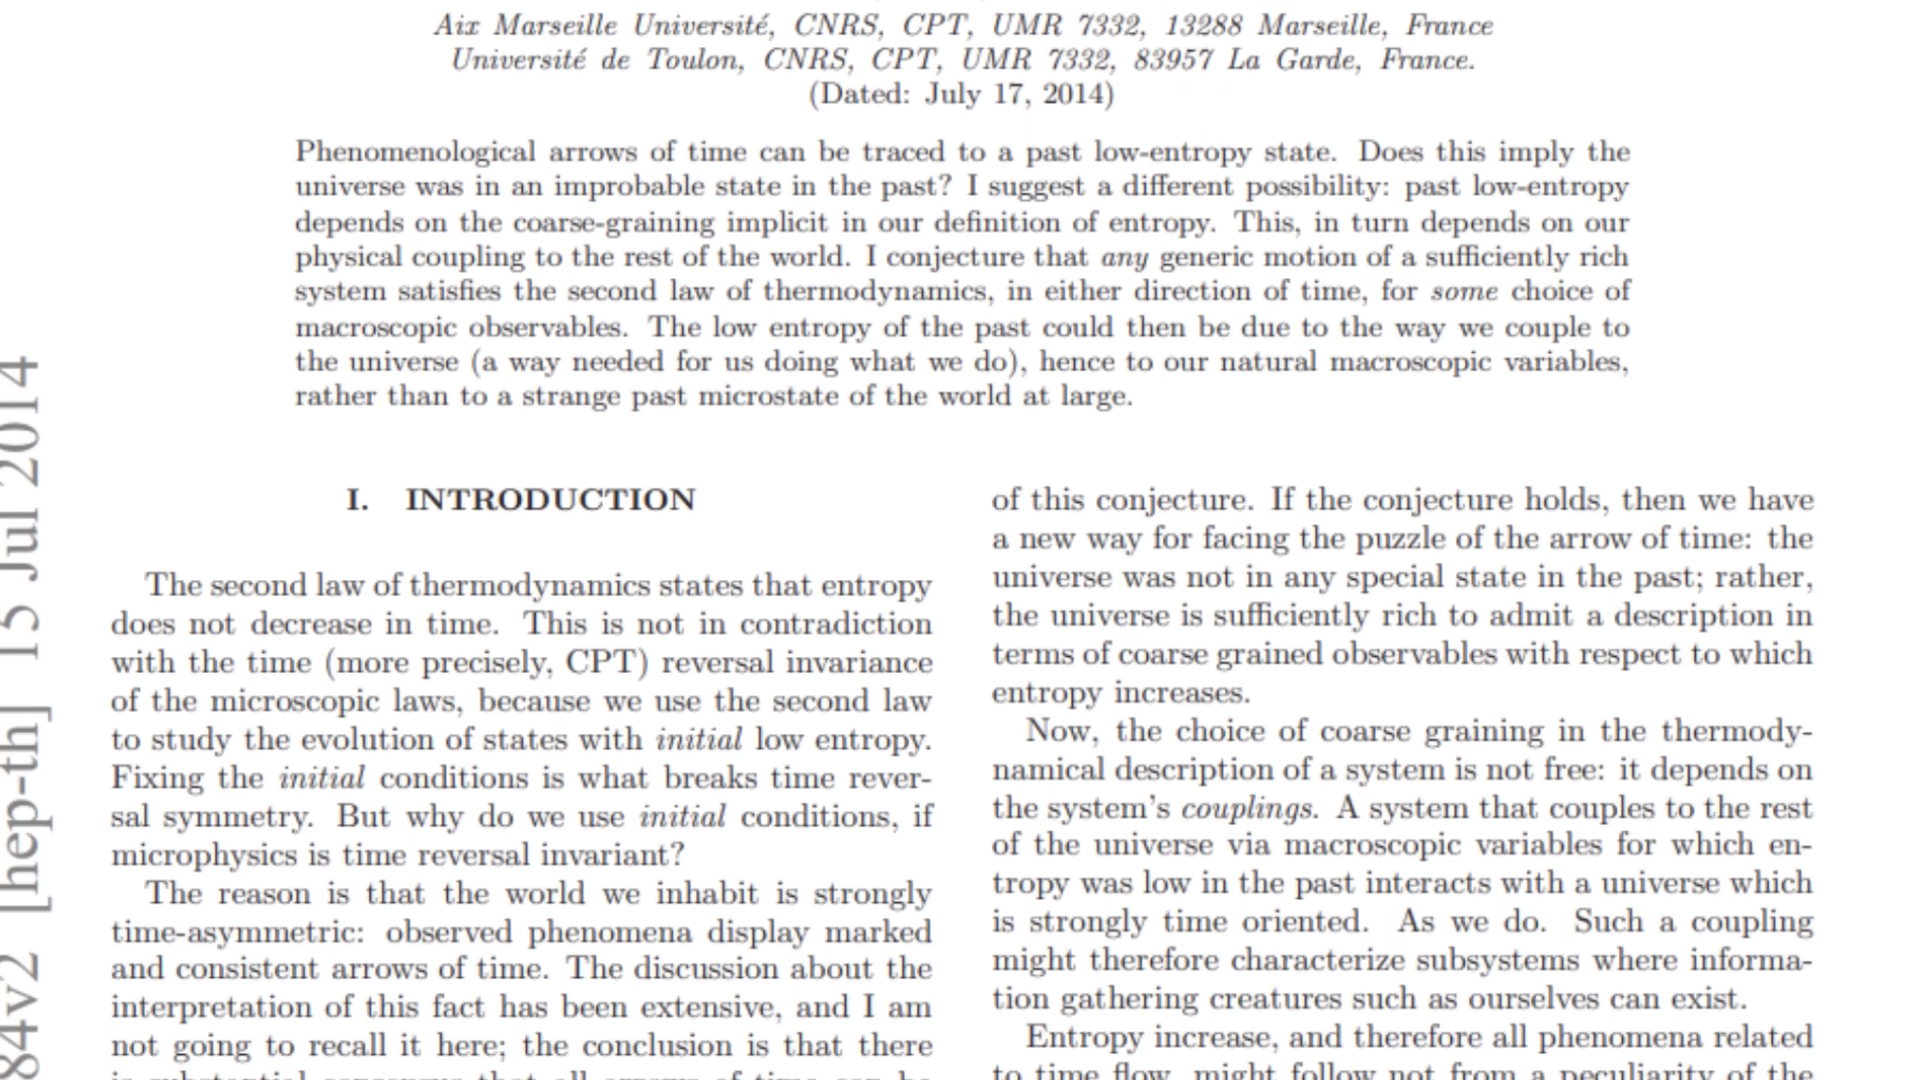 Aix Marseille Université, CNRS, CPT, UMR 7332, 13288 Marseille, France
Université de Toulon, CNRS, CPT, UMR 7332, 83957 La Garde, France.
(Dated: July 17, 2014)
Phenomenological arrows of time can be traced to a past low-entropy state. Does this imply the
universe was in an improbable state in the past? I suggest a different possibility: past low-entropy
depends on the coarse-graining implicit in our definition of entropy. This, in turn depends on our
physical coupling to the rest of the world. I conjecture that any generic motion of a sufficiently rich
system satisfies the second law of thermodynamics, in either direction of time, for some choice of
macroscopic observables. The low entropy of the past could then be due to the way we couple to
the universe (a way needed for us doing what we do), hence to our natural macroscopic variables,
rather than to a strange past microstate of the world at large.
84v2 [hep-th] 15 Jul 2014
I. INTRODUCTION
The second law of thermodynamics states that entropy
does not decrease in time. This is not in contradiction
with the time (more precisely, CPT) reversal invariance
of the microscopic laws, because we use the second law
to study the evolution of states with initial low entropy.
Fixing the initial conditions is what breaks time rever-
sal symmetry. But why do we use initial conditions, if
microphysics is time reversal invariant?
The reason is that the world we inhabit is strongly
time-asymmetric: observed phenomena display marked
and consistent arrows of time. The discussion about the
interpretation of this fact has been extensive, and I am
not going to recall it here; the conclusion is that there
is substantial consensus that all arrows of time can be
of this conjecture. If the conjecture holds, then we have
a new way for facing the puzzle of the arrow of time: the
universe was not in any special state in the past; rather,
the universe is sufficiently rich to admit a description in
terms of coarse grained observables with respect to which
entropy increases.
Now, the choice of coarse graining in the thermody-
namical description of a system is not free: it depends on
the system's couplings. A system that couples to the rest
of the universe via macroscopic variables for which en-
tropy was low in the past interacts with a universe which
is strongly time oriented. As we do. Such a coupling
might therefore characterize subsystems where informa-
tion gathering creatures such as ourselves can exist.
Entropy increase, and therefore all phenomena related
to time flow, might follow not from a peculiarity of the